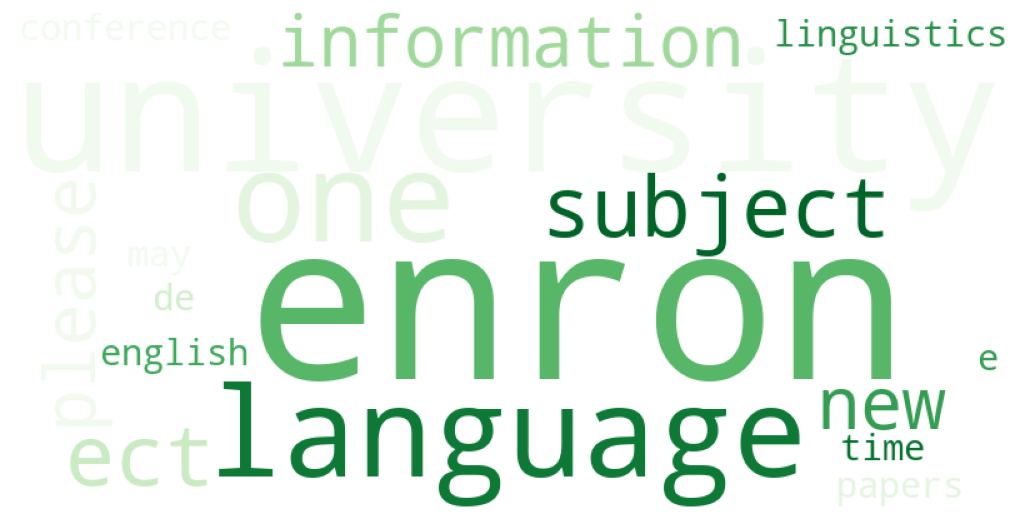 conference
information
linguistics
university
please
one
subject
may
enron
de
english
e
language
new
ect
time
papers